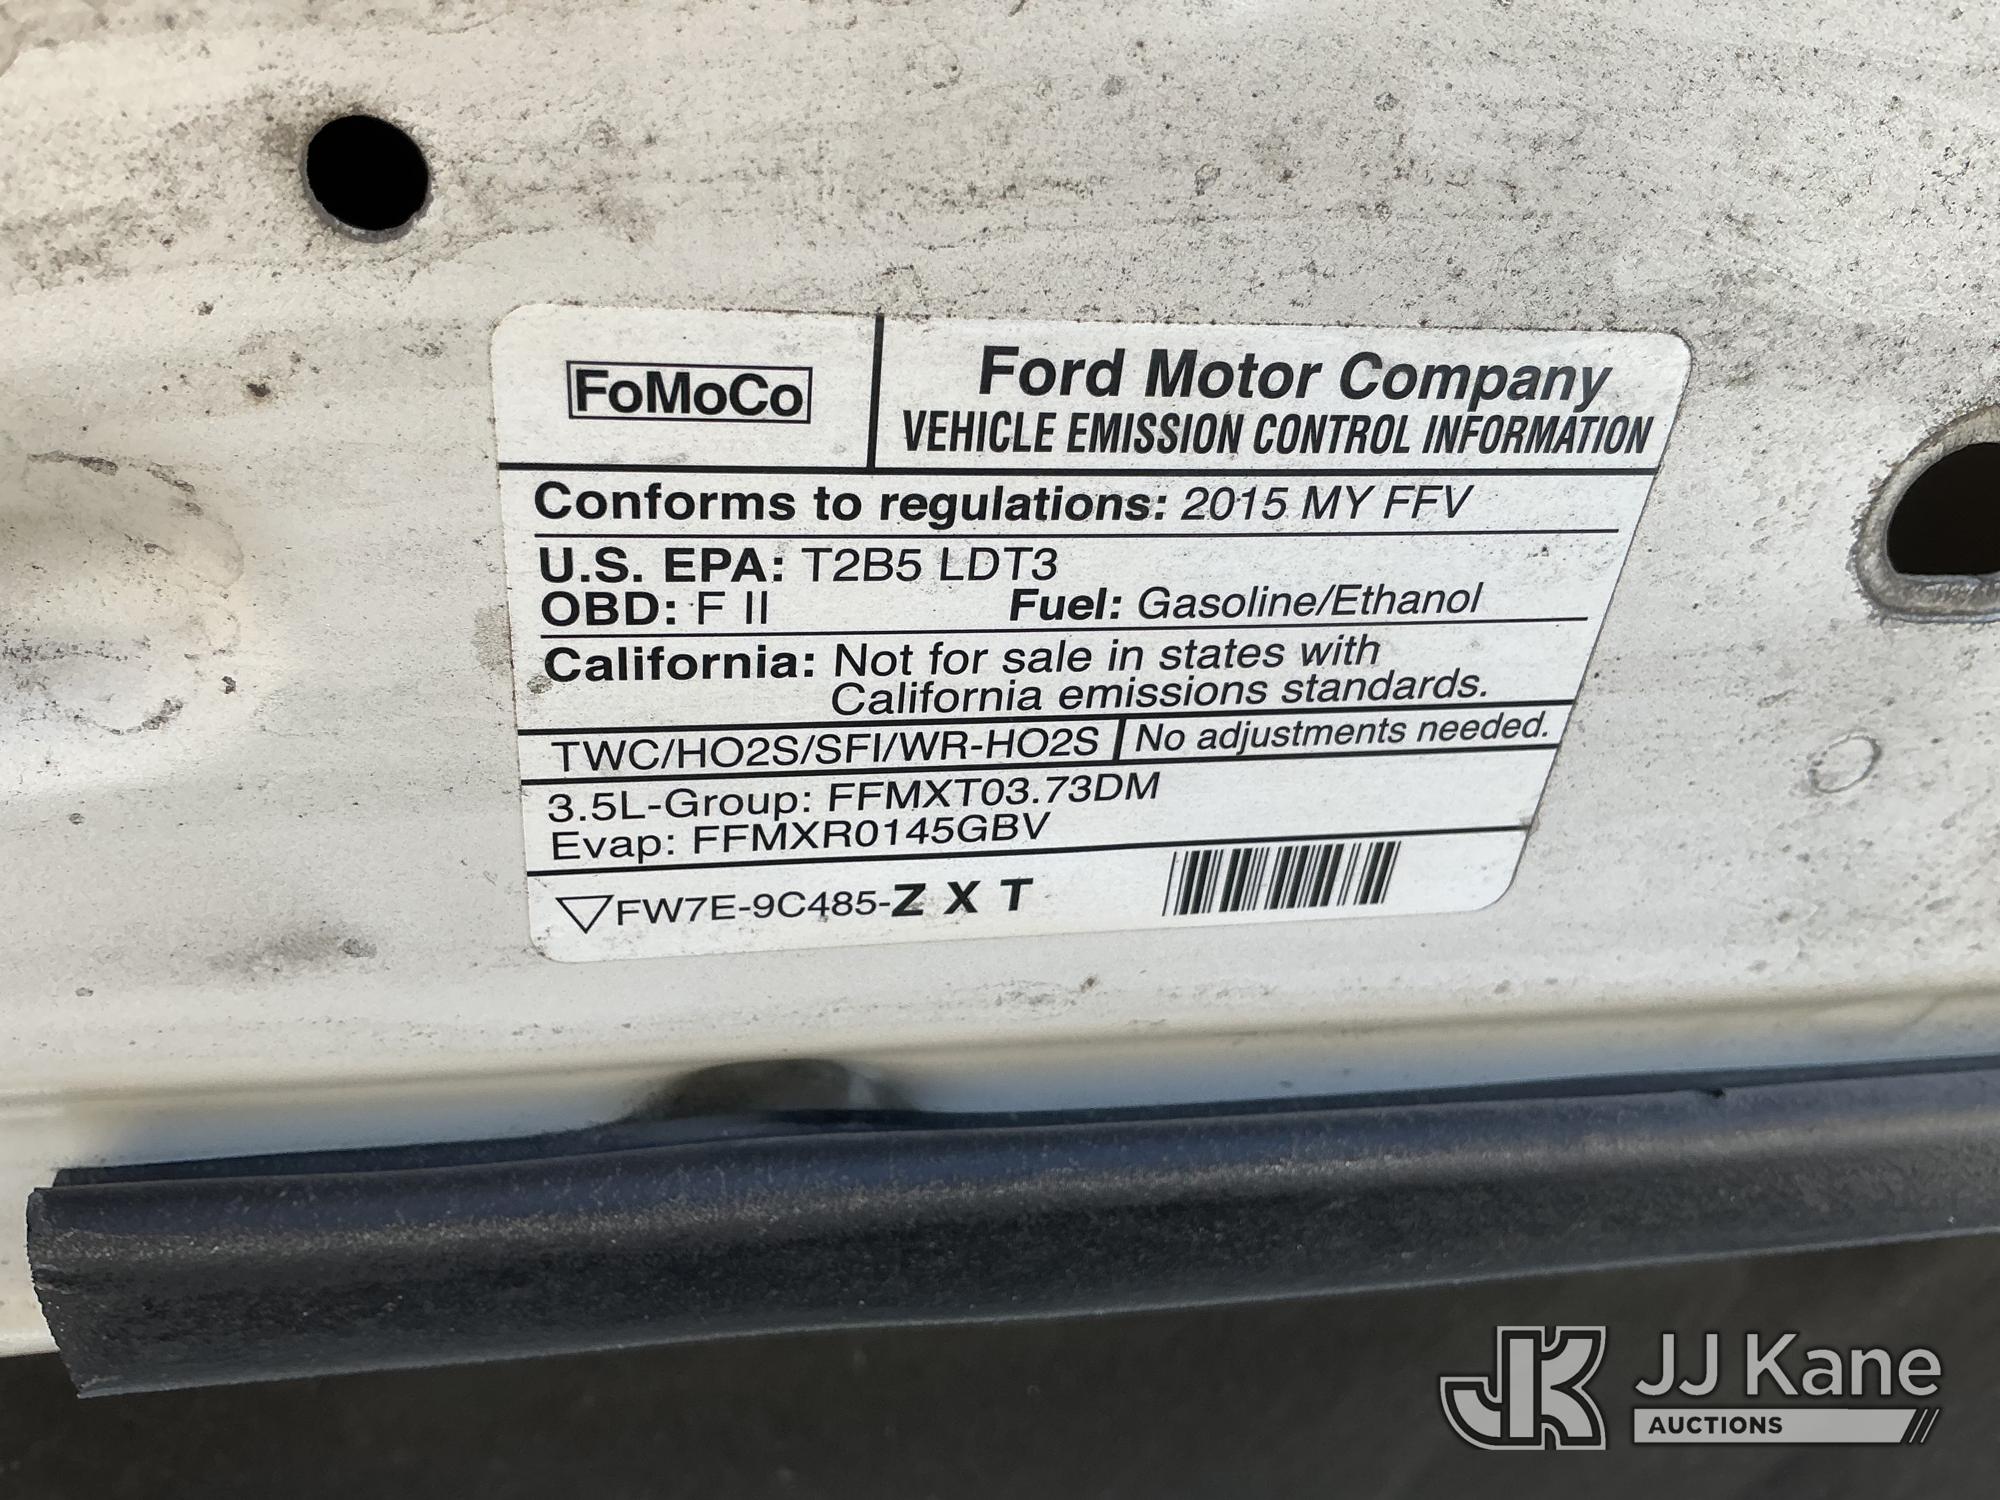 FoMoCo
Ford Motor Company
VEHICLE EMISSION CONTROL INFORMATION
Conforms to regulations: 2015 MY FFV
U.S. EPA: T2B5 LDT3
OBD: F II Fuel: Gasoline/Ethanol
California: Not for sale in states with
California emissions standards.
TWC/HO2S/SFI/WR-HO2S No adjustments needed.
3.5L-Group: FFMXT03.73DM
Evap: FFMXR0145GBV
FW7E-9C485-Z X T
JK JJ Kane
AUCTIONS